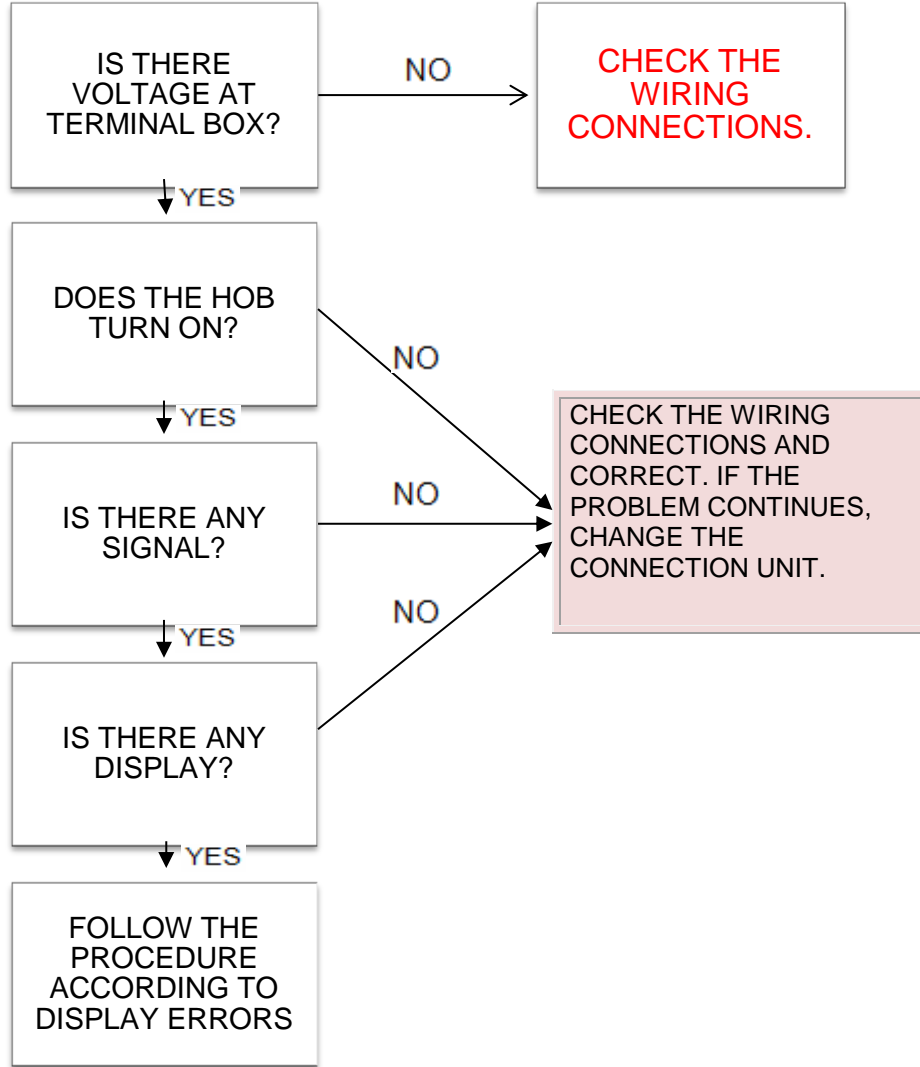 IS THERE
VOLTAGE AT
TERMINAL BOX?
NO
CHECK THE
WIRING
CONNECTIONS.
YES
DOES THE HOB
TURN ON?
NO
YES
CHECK THE WIRING
CONNECTIONS AND
CORRECT. IF THE
PROBLEM CONTINUES,
CHANGE THE
CONNECTION UNIT.
IS THERE ANY
SIGNAL?
NO
YES
NO
IS THERE ANY
DISPLAY?
YES
FOLLOW THE
PROCEDURE
ACCORDING TO
DISPLAY ERRORS